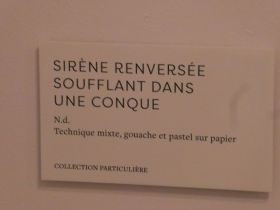 SIRÈNE RENVERSÉE
SOUFFLANT DANS
UNE CONQUE
N.d.
Technique mixte, gouache et pastel sur papier
COLLECTION PARTICULIÈRE